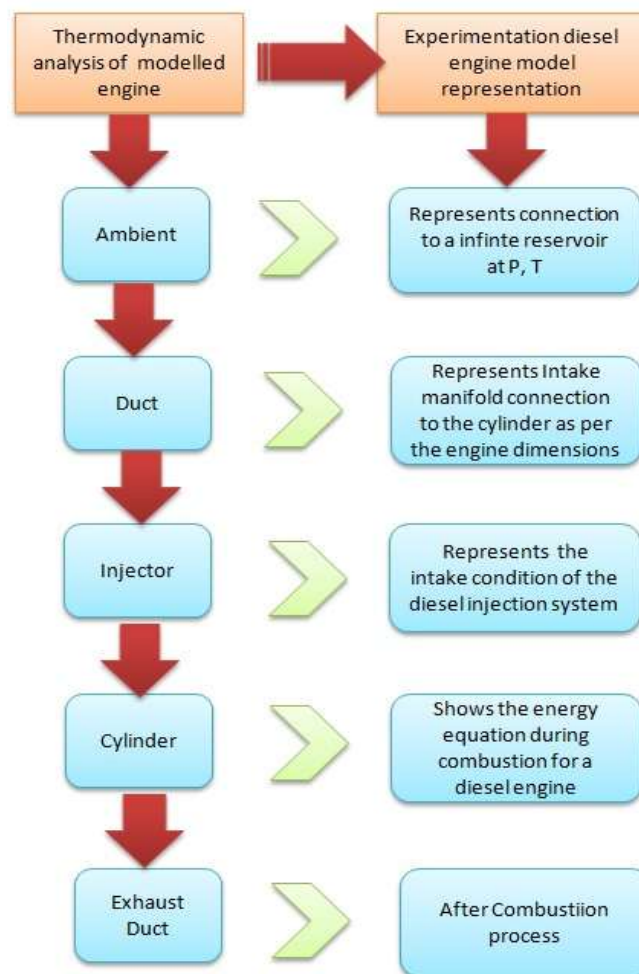 Thermodynamic
analysis of modelled
engine
Experimentation diesel
engine model
representation
Ambient
Represents connection
to a infinte reservoir
at P, T
Duct
Represents Intake
manifold connection
to the cylinder as per
the engine dimensions
Injector
Represents the
intake condition of the
diesel injection system
Cylinder
Shows the energy
equation during
combustion for a
diesel engine
Exhaust
Duct
After Combustiion
process